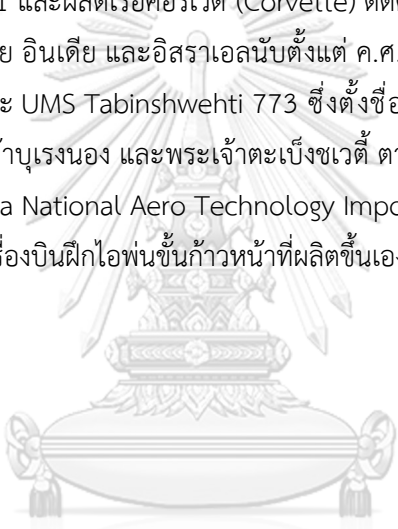 1 และผลิตเรือคอร์เวต (Corvette) ติดต
ย อินเดีย และอิสราเอลนับตั้งแต่ ค.ศ.
ะ UMS Tabinshwehti 773 ซึ่งตั้งชื่อ
จ้าบุเรงนอง และพระเจ้าตะเบ็งชเวตี้ ตา
a National Aero Technology Impo
รื่องบินฝึกไอพ่นขั้นก้าวหน้าที่ผลิตขึ้นเอง